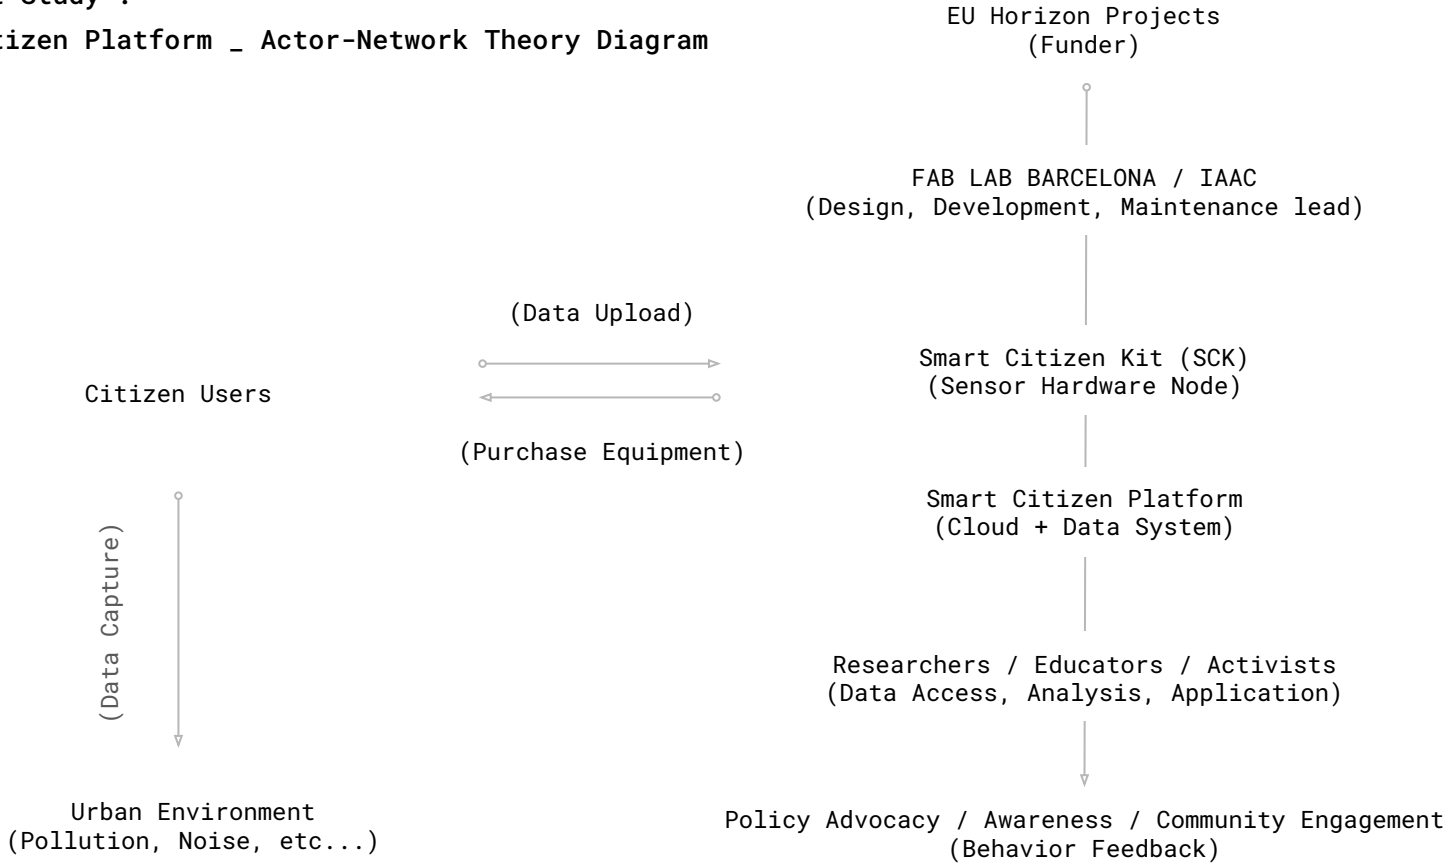 Study :
Citizen Platform _ Actor-Network Theory Diagram
EU Horizon Projects
(Funder)
FAB LAB BARCELONA / IAAC
(Design, Development, Maintenance lead)
(Data Upload)
Smart Citizen Kit (SCK)
(Sensor Hardware Node)
Citizen Users
(Purchase Equipment)
Smart Citizen Platform
(Cloud + Data System)
(Data Capture)
Researchers / Educators / Activists
(Data Access, Analysis, Application)
Urban Environment
(Pollution, Noise, etc...)
Policy Advocacy / Awareness / Community Engagement
(Behavior Feedback)